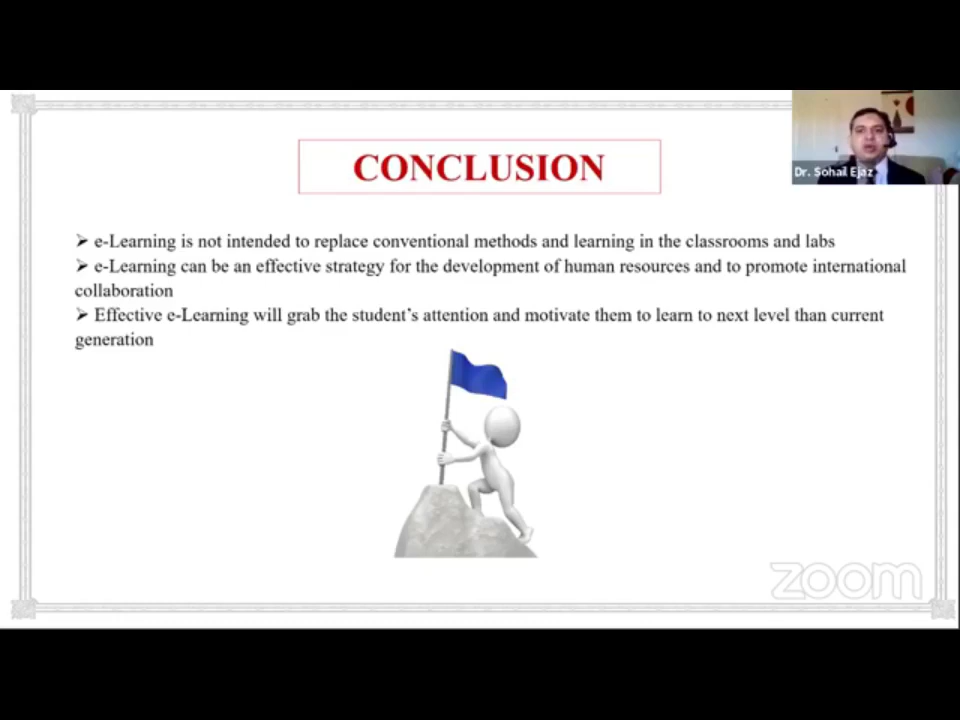 CONCLUSION
Dr. Sohail Ejaz
➢ e-Learning is not intended to replace conventional methods and learning in the classrooms and labs
➢ e-Learning can be an effective strategy for the development of human resources and to promote international
collaboration
➢ Effective e-Learning will grab the student’s attention and motivate them to learn to next level than current
generation
zoom